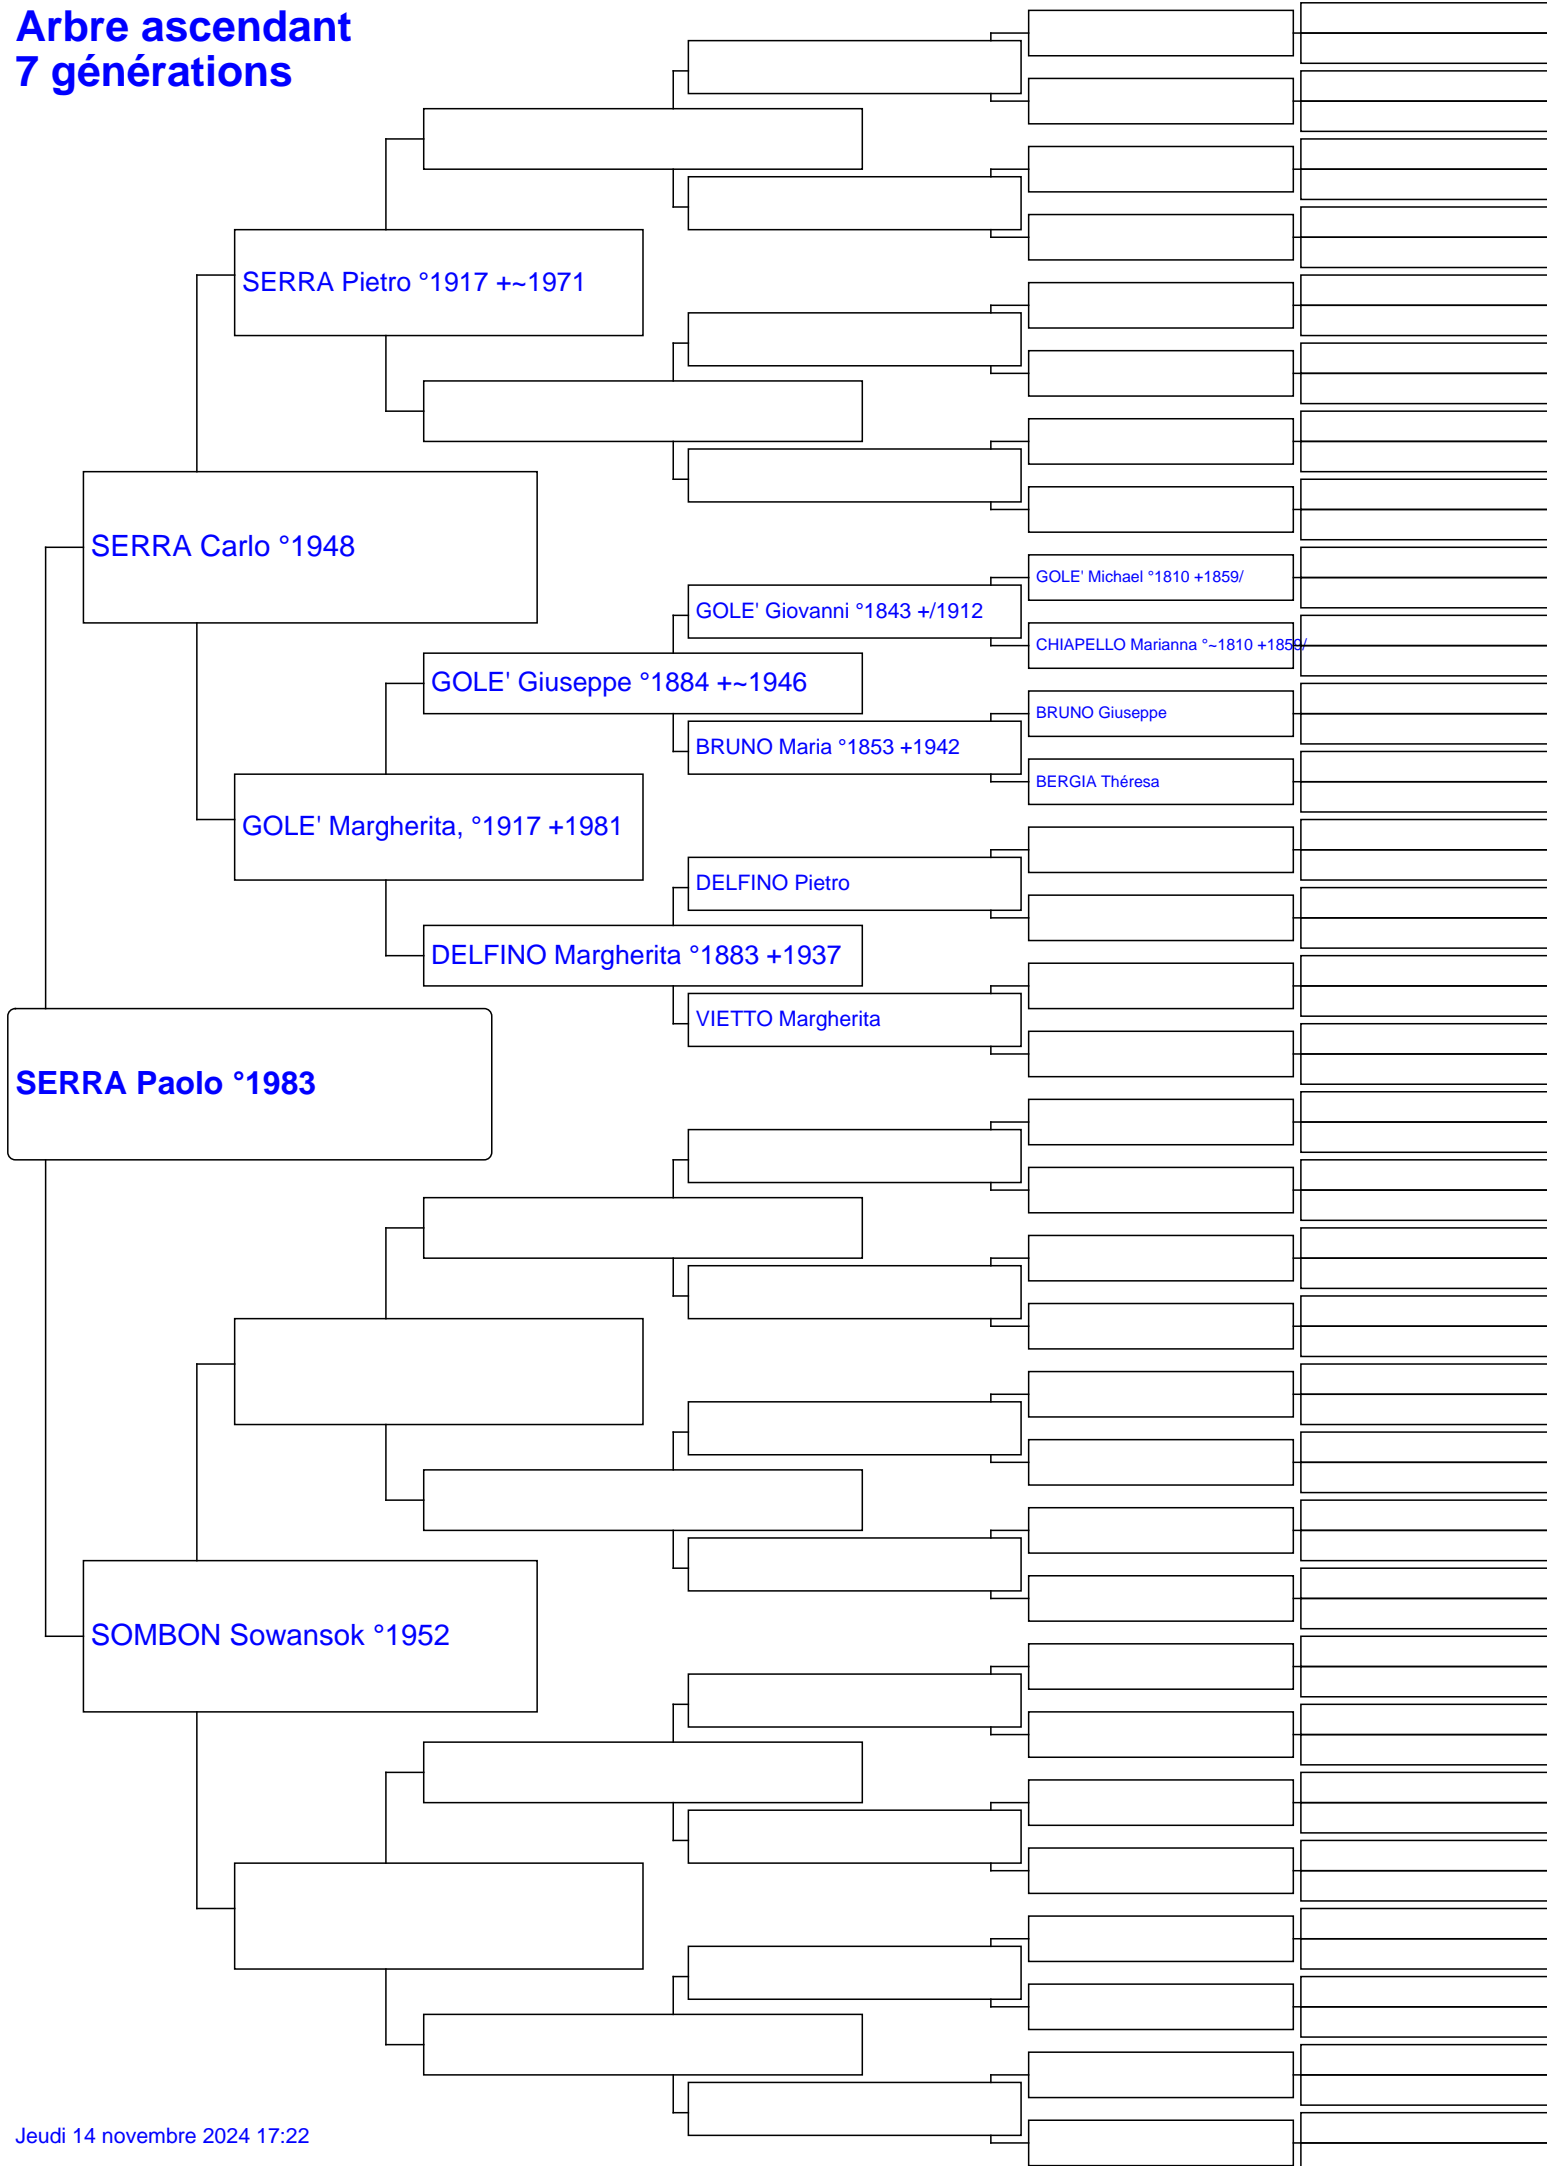 Arbre ascendant
7 générations
SERRA Pietro °1917 +~1971
SERRA Carlo °1948
GOLE' Michael °1810 +1859/
GOLE' Giovanni °1843 +/1912
CHIAPELLO Marianna °~1810 +1859/
GOLE' Giuseppe °1884 +~1946
BRUNO Giuseppe
BRUNO Maria °1853 +1942
BERGIA Théresa
GOLE' Margherita, °1917 +1981
DELFINO Pietro
DELFINO Margherita °1883 +1937
VIETTO Margherita
SERRA Paolo °1983
SOMBON Sowansok °1952
Jeudi 14 novembre 2024 17:22